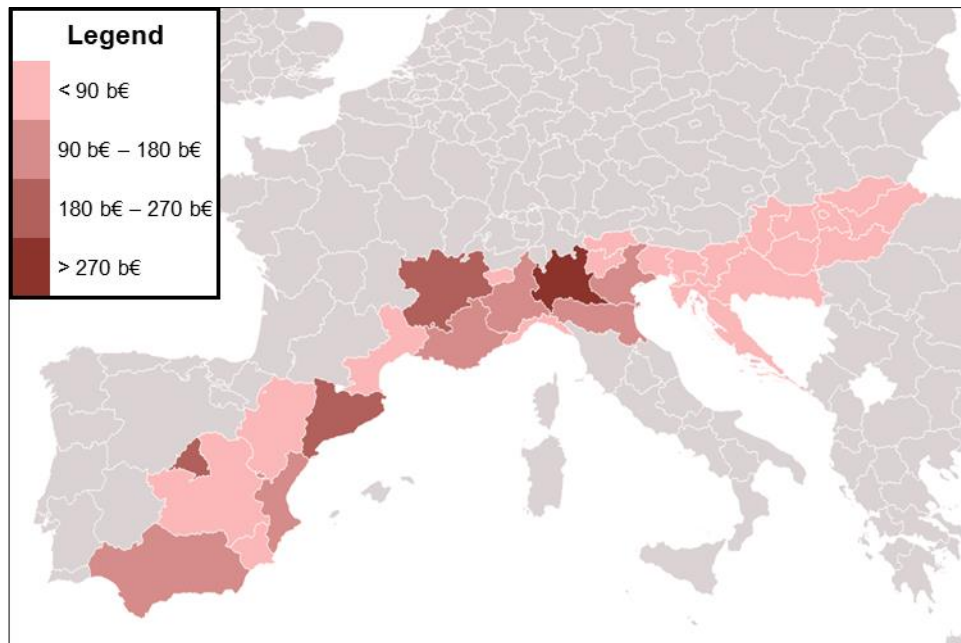 Legend
< 90 b€
90 b€ – 180 b€
180 b€ – 270 b€
> 270 b€